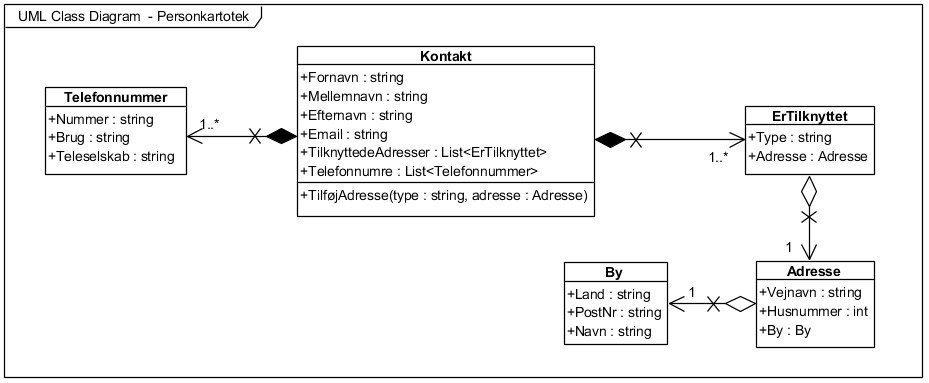 UML Class Diagram  - Personkartotek
Kontakt
+Fornavn : string
+Mellemnavn : string
+Efternavn : string
+Email : string
+TilknyttedeAdresser : List<ErTilknyttet>
+Telefonnumre : List<Telefonnummer>
+TilføjAdresse(type : string, adresse : Adresse)
Telefonnummer
+Nummer : string
+Brug : string
+Teleselskab : string
1..*
1..*
ErTilknyttet
+Type : string
+Adresse : Adresse
1
Adresse
+Vejnavn : string
+Husnummer : int
+By : By
1
By
+Land : string
+PostNr : string
+Navn : string